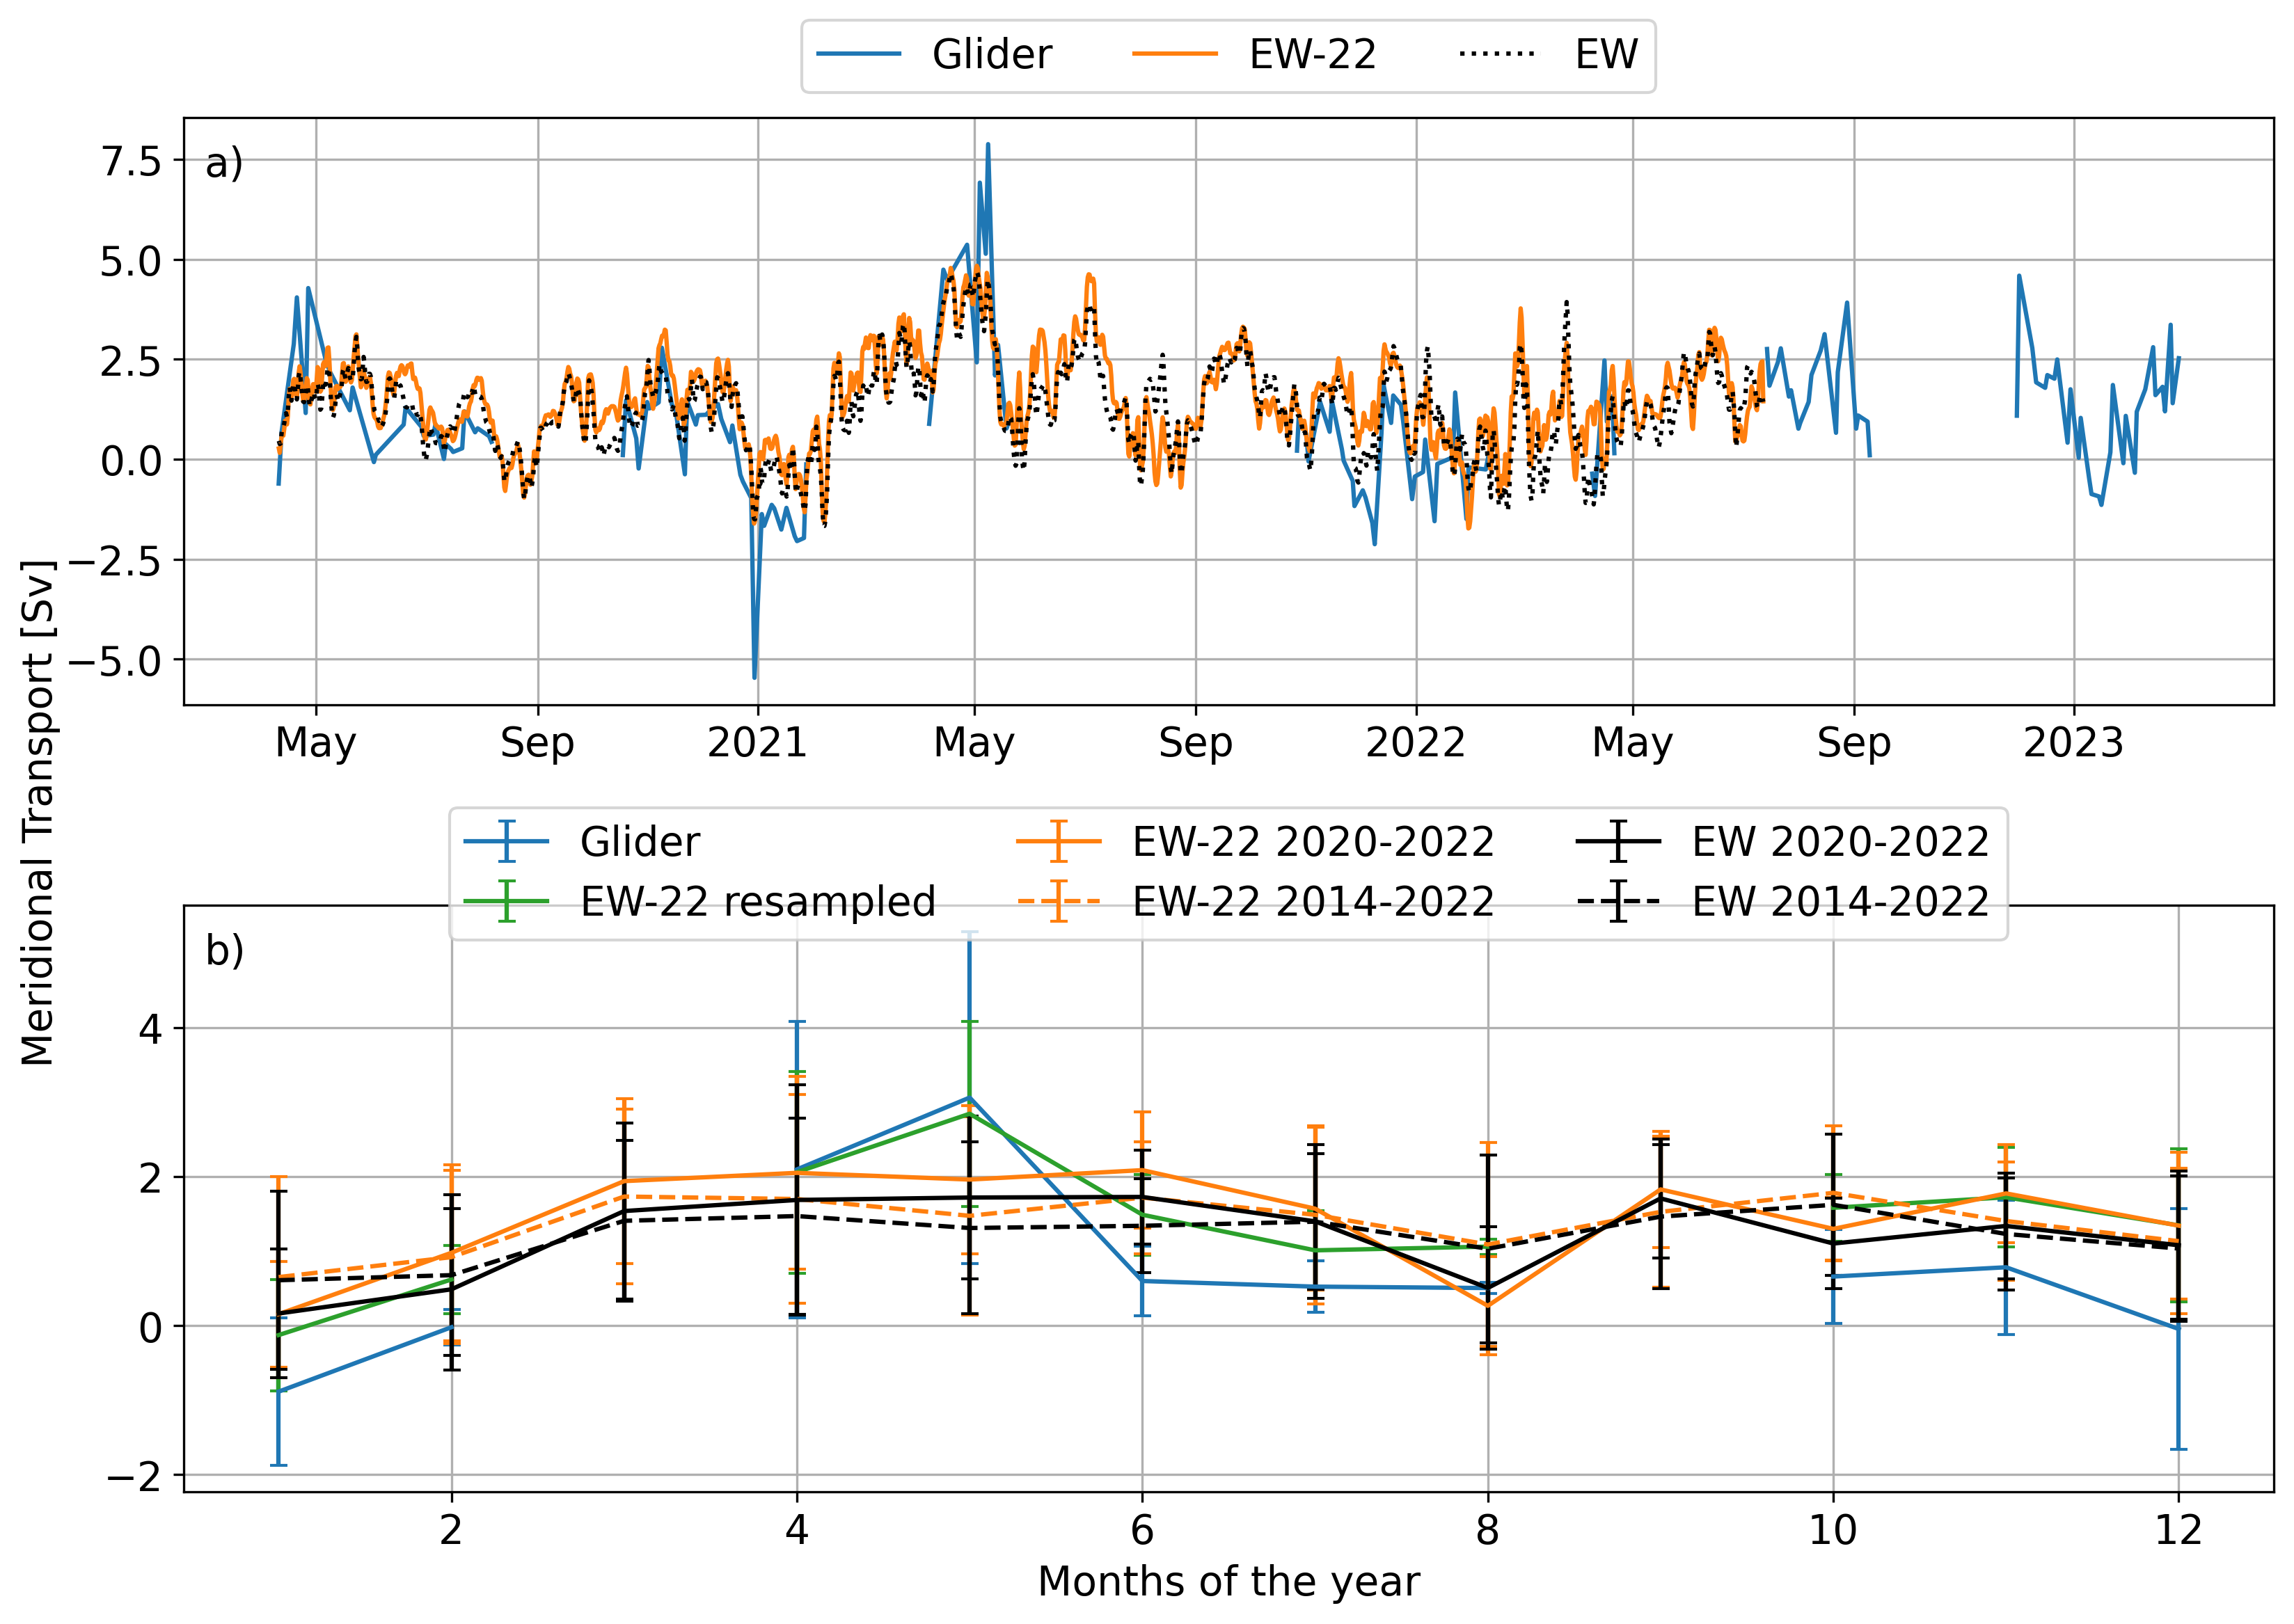 Glider EW-22 EW
a)
7.5
5.0
2.5
0.0
−2.5
−5.0
May Sep 2021 May Sep 2022 May Sep 2023
Meridional Transport [Sv]
Glider EW-22 2020-2022 EW 2020-2022
EW-22 resampled EW-22 2014-2022 EW 2014-2022
b)
4
2
0
−2
2 4 6 8 10 12
Months of the year